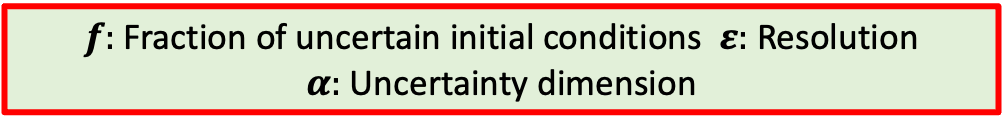 f: Fraction of uncertain initial conditions ε: Resolution
α: Uncertainty dimension